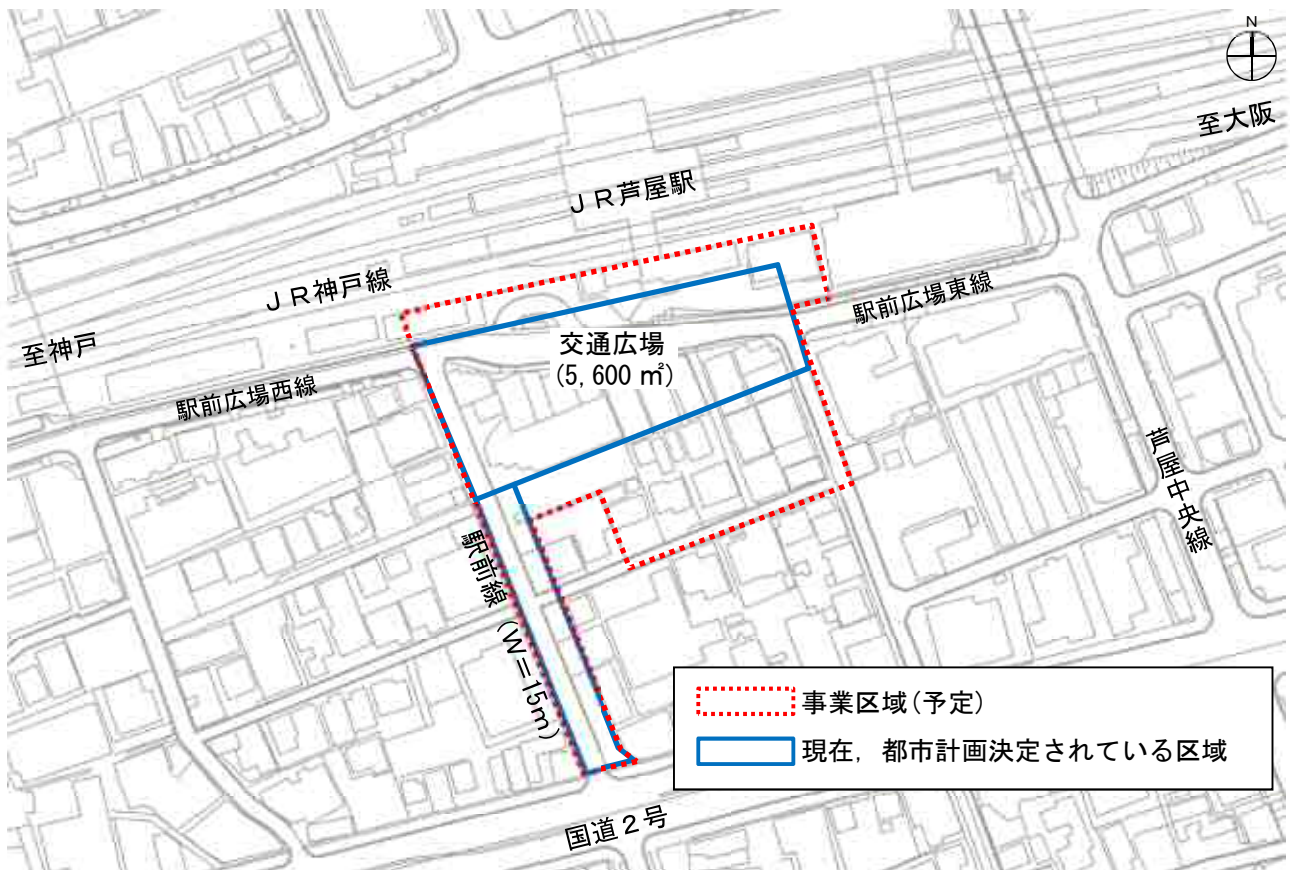 N
至大阪
ＪＲ芦屋駅
ＪＲ神戸線
至神戸
駅前広場東線
交通広場
(5,600 ㎡)
駅前広場西線
芦屋中央線
駅前線（W＝15m）
事業区域(予定)
現在，都市計画決定されている区域
国道２号